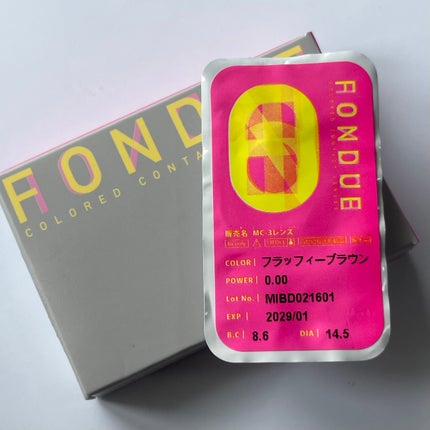 FONDUE
COLORED CONTA
FONDUE
販売名 MC-3レンズ
COLOR | フラッフィーブラウン
POWER | 0.00
Lot No. | MIBD021601
EXP | 2029/01
B.C | 8.6 DIA | 14.5